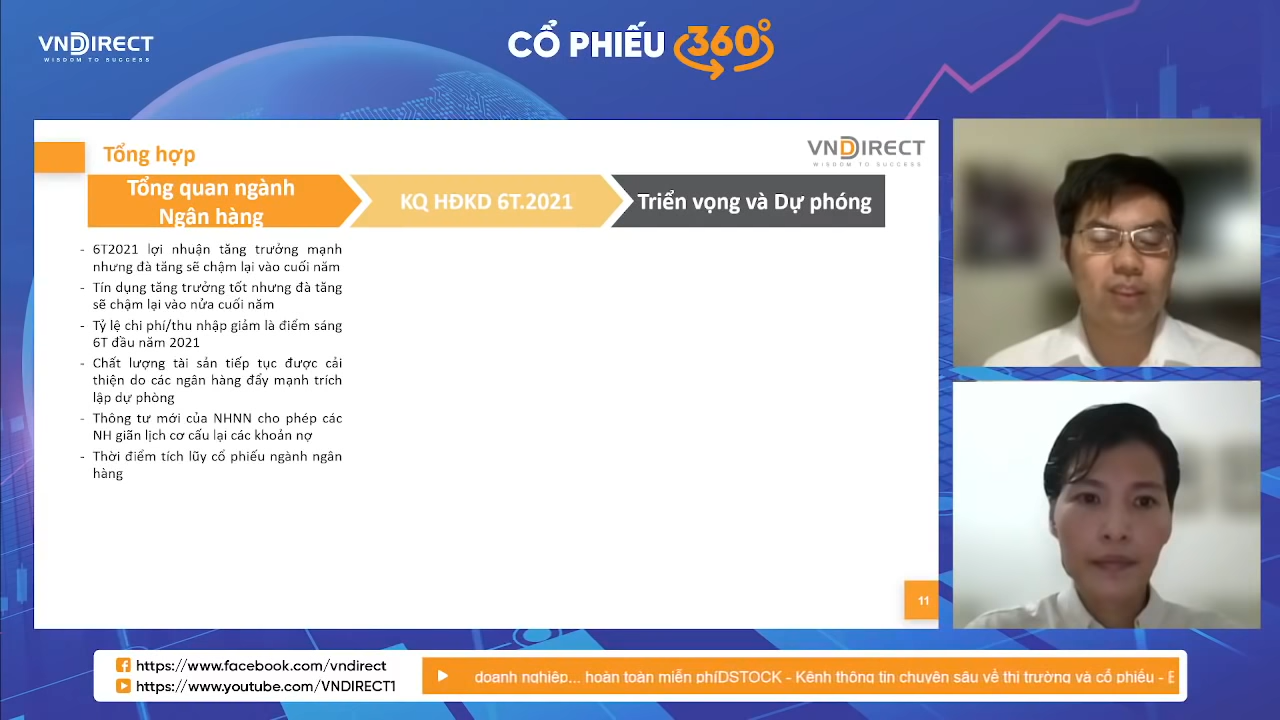 VNDIRECT
WISDOM TO SUCCESS
CỔ PHIẾU 360°
Tổng hợp
VNDIRECT
WISDOM TO SUCCESS
Tổng quan ngành
Ngân hàng
KQ HĐKD 6T.2021
Triển vọng và Dự phóng
- 6T2021 lợi nhuận tăng trưởng mạnh
nhưng đà tăng sẽ chậm lại vào cuối năm
- Tín dụng tăng trưởng tốt nhưng đà tăng
sẽ chậm lại vào nửa cuối năm
- Tỷ lệ chi phí/thu nhập giảm là điểm sáng
6T đầu năm 2021
- Chất lượng tài sản tiếp tục được cải
thiện do các ngân hàng đẩy mạnh trích
lập dự phòng
- Thông tư mới của NHNN cho phép các
NH giãn lịch cơ cấu lại các khoản nợ
- Thời điểm tích lũy cổ phiếu ngành ngân
hàng
11
https://www.facebook.com/vndirect
https://www.youtube.com/VNDIRECT1
doanh nghiệp... hoàn toàn miễn phíDSTOCK - Kênh thông tin chuyên sâu về thị trường và cổ phiếu -